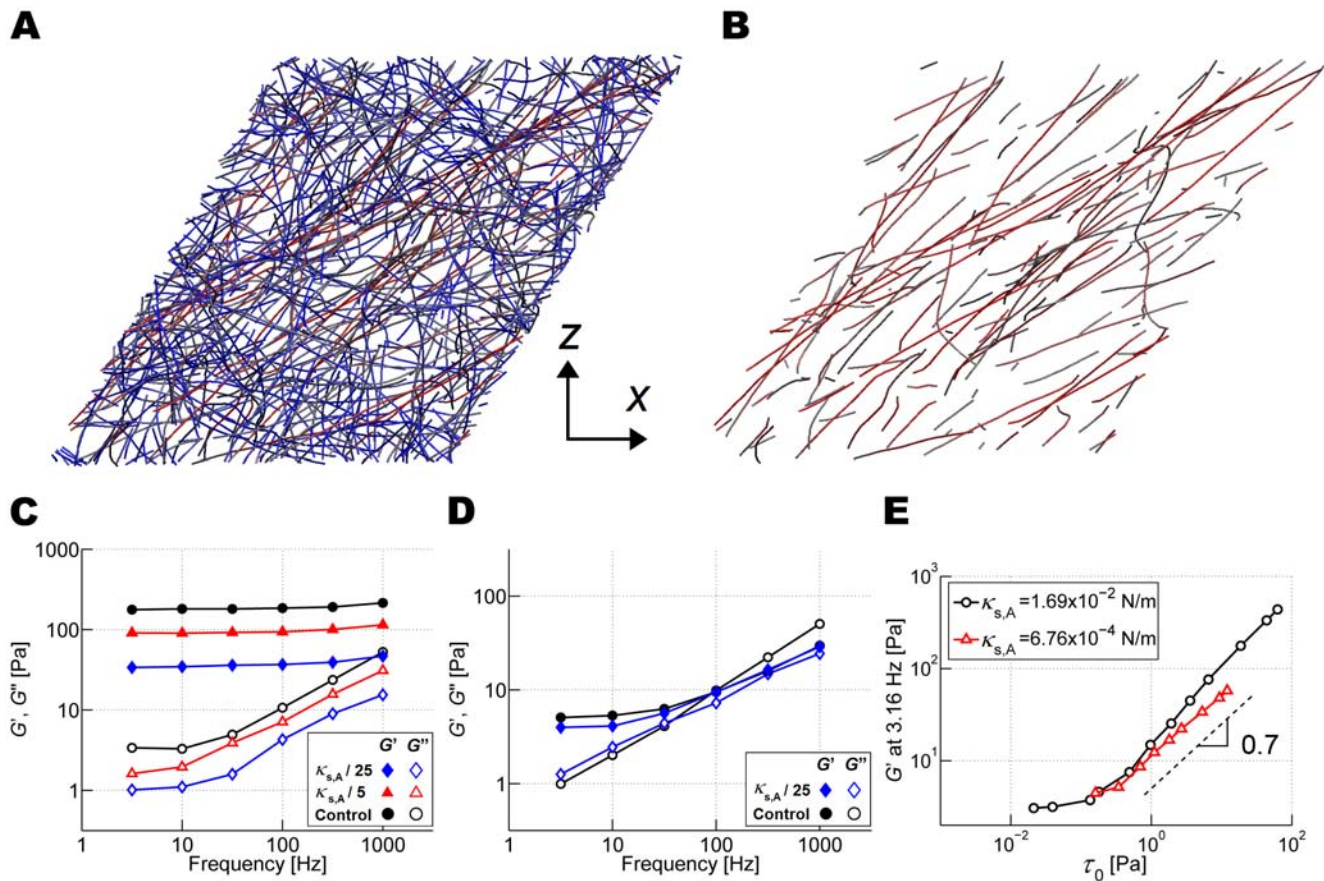 A
B
Z
X
C
1000
100
10
1
G', G" [Pa]
1
10
100
1000
Frequency [Hz]
G' G"
κs,A / 25
κs,A / 5
Control
D
100
10
1
G', G" [Pa]
1
10
100
1000
Frequency [Hz]
G' G"
κs,A / 25
Control
E
10³
10²
10¹
G' at 3.16 Hz [Pa]
κs,A =1.69x10⁻² N/m
κs,A =6.76x10⁻⁴ N/m
0.7
10⁻²
10⁰
10²
τ₀ [Pa]